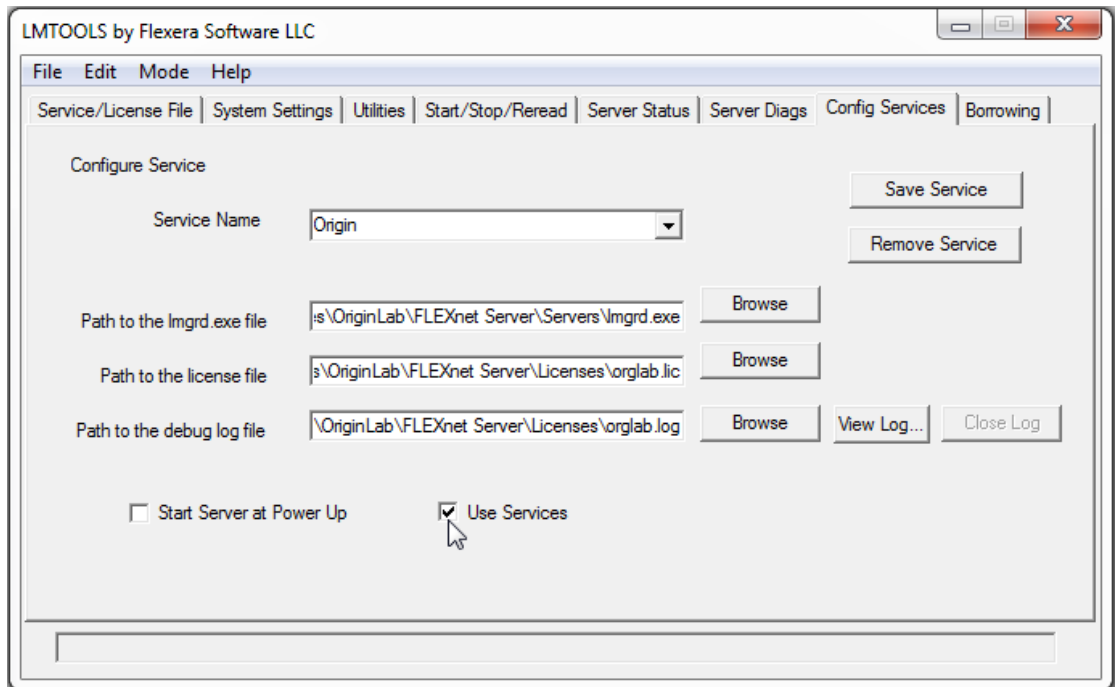 LMTOOLS by Flexera Software LLC
File Edit Mode Help
Service/License File System Settings Utilities Start/Stop/Reread Server Status Server Diags Config Services Borrowing
Configure Service
Save Service
Service Name Origin
Remove Service
Path to the lmgrd.exe file s\OriginLab\FLEXnet Server\Servers\lmgrd.exe Browse
Path to the license file s\OriginLab\FLEXnet Server\Licenses\orglab.lic Browse
Path to the debug log file \OriginLab\FLEXnet Server\Licenses\orglab.log Browse View Log... Close Log
Start Server at Power Up Use Services